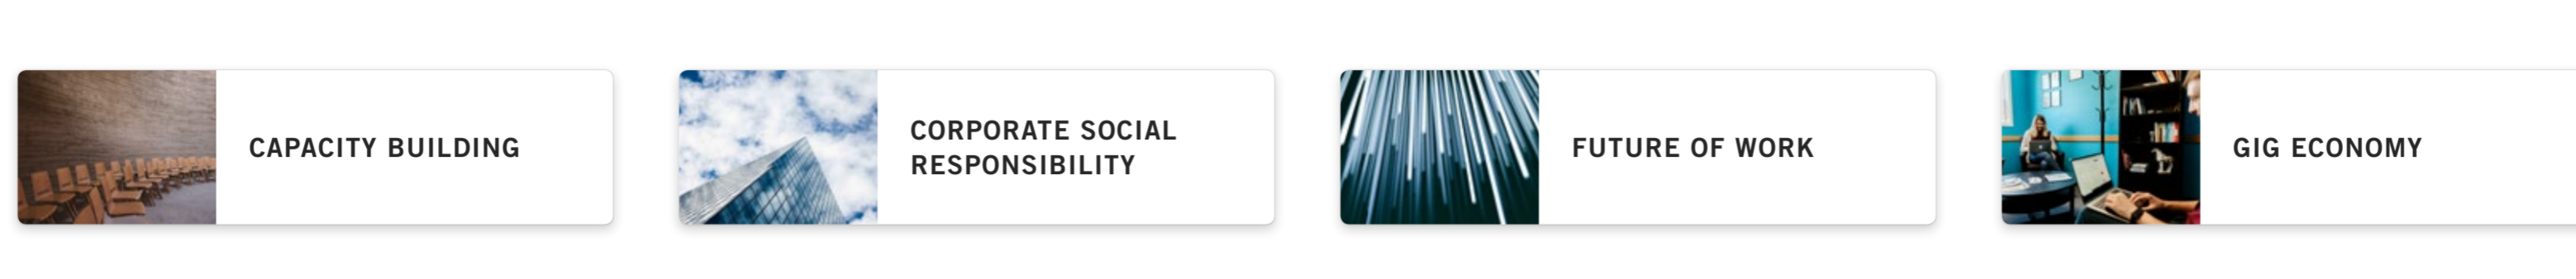 CAPACITY BUILDING
CORPORATE SOCIAL
RESPONSIBILITY
FUTURE OF WORK
GIG ECONOMY